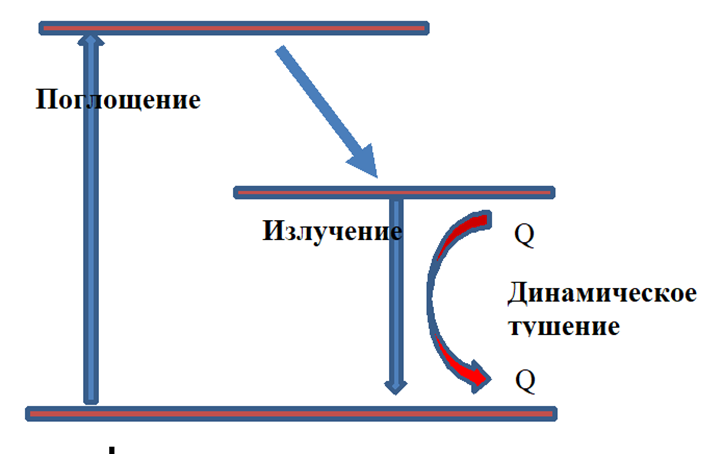 Поглощение
Излучение
Q
Динамическое
тушение
Q